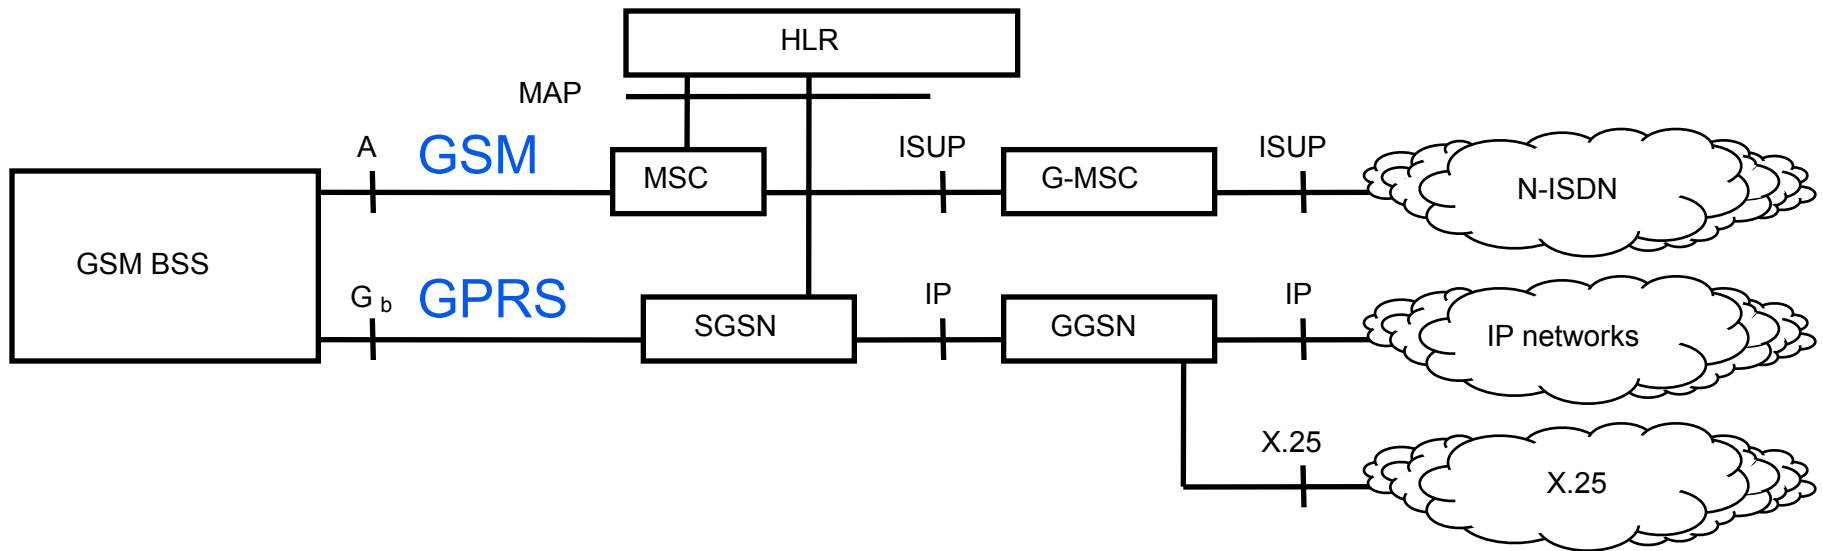 HLR
MAP
A
GSM
MSC
ISUP
G-MSC
ISUP
N-ISDN
GSM BSS
G b
GPRS
SGSN
IP
GGSN
IP
IP networks
X.25
X.25